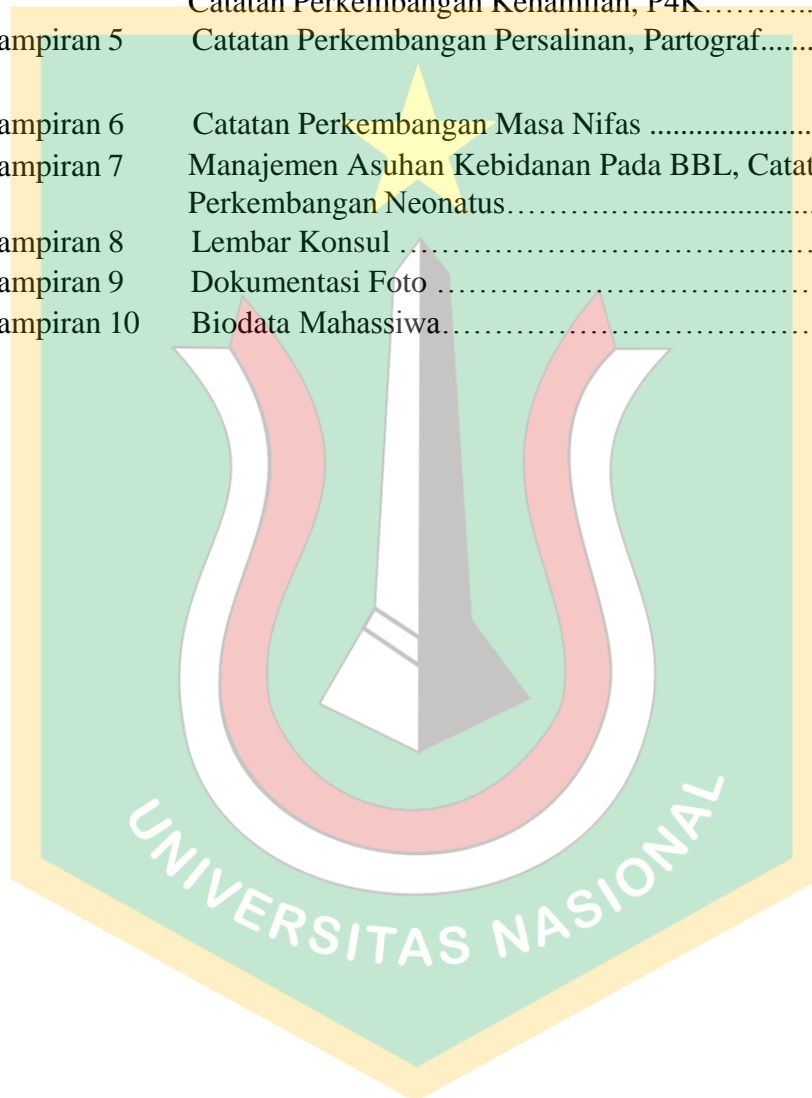 Catatan Perkembangan Kehamilan, P4K………..
ampiran 5 Catatan Perkembangan Persalinan, Partograf.......
ampiran 6 Catatan Perkembangan Masa Nifas .....................
ampiran 7 Manajemen Asuhan Kebidanan Pada BBL, Catat
Perkembangan Neonatus……………......................
ampiran 8 Lembar Konsul ………………………………..…
ampiran 9 Dokumentasi Foto ……………………………..…
ampiran 10 Biodata Mahassiwa………………………………
UNIVERSITAS NASIONAL